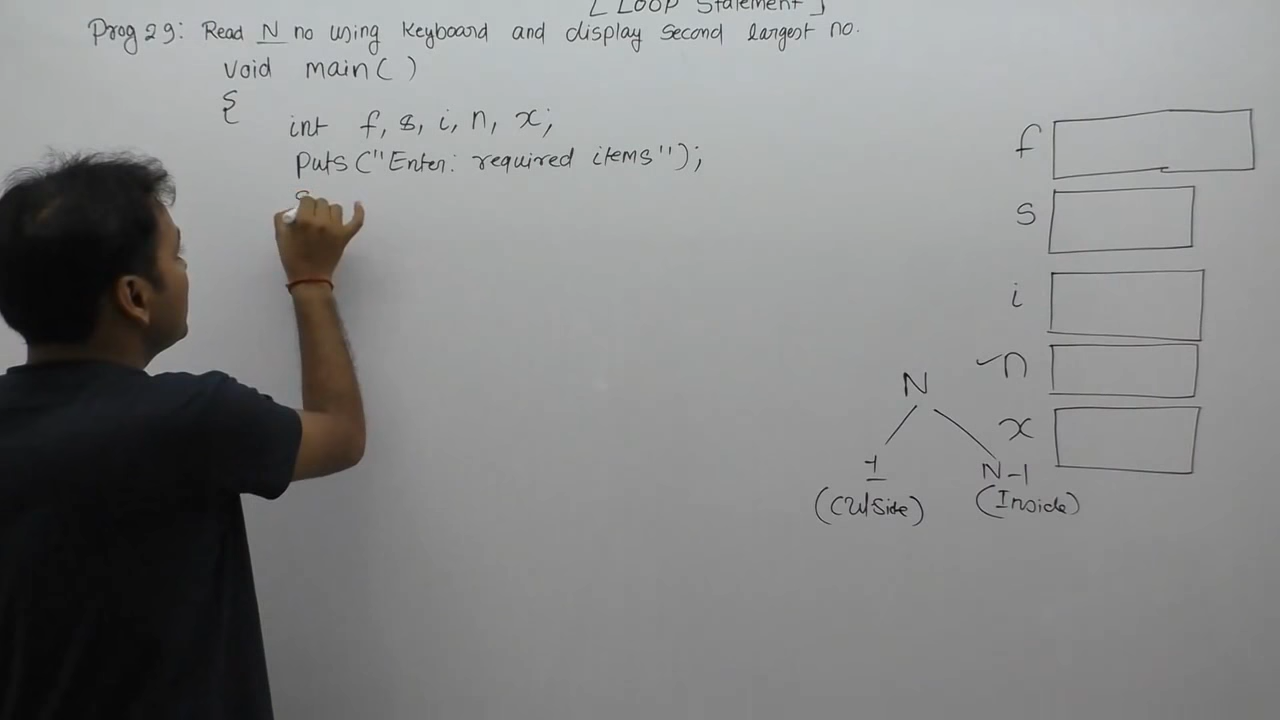 [ Loop Statement ]
Prog 29: Read N no using Keyboard and display Second largest no.
Void main( )
{
int f, s, i, n, x;
Puts ("Enter: required items");
s
f
s
i
n
x
N
1
N-1
(Outside)
(Inside)